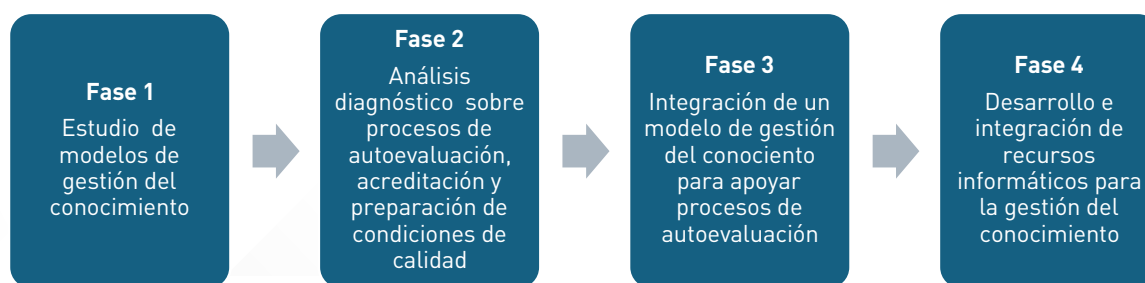 Fase 1
Estudio de
modelos de
gestión del
conocimiento
Fase 2
Análisis
diagnóstico sobre
procesos de
autoevaluación,
acreditación y
preparación de
condiciones de
calidad
Fase 3
Integración de un
modelo de gestión
del conociento
para apoyar
procesos de
autoevaluación
Fase 4
Desarrollo e
integración de
recursos
informáticos para
la gestión del
conocimiento